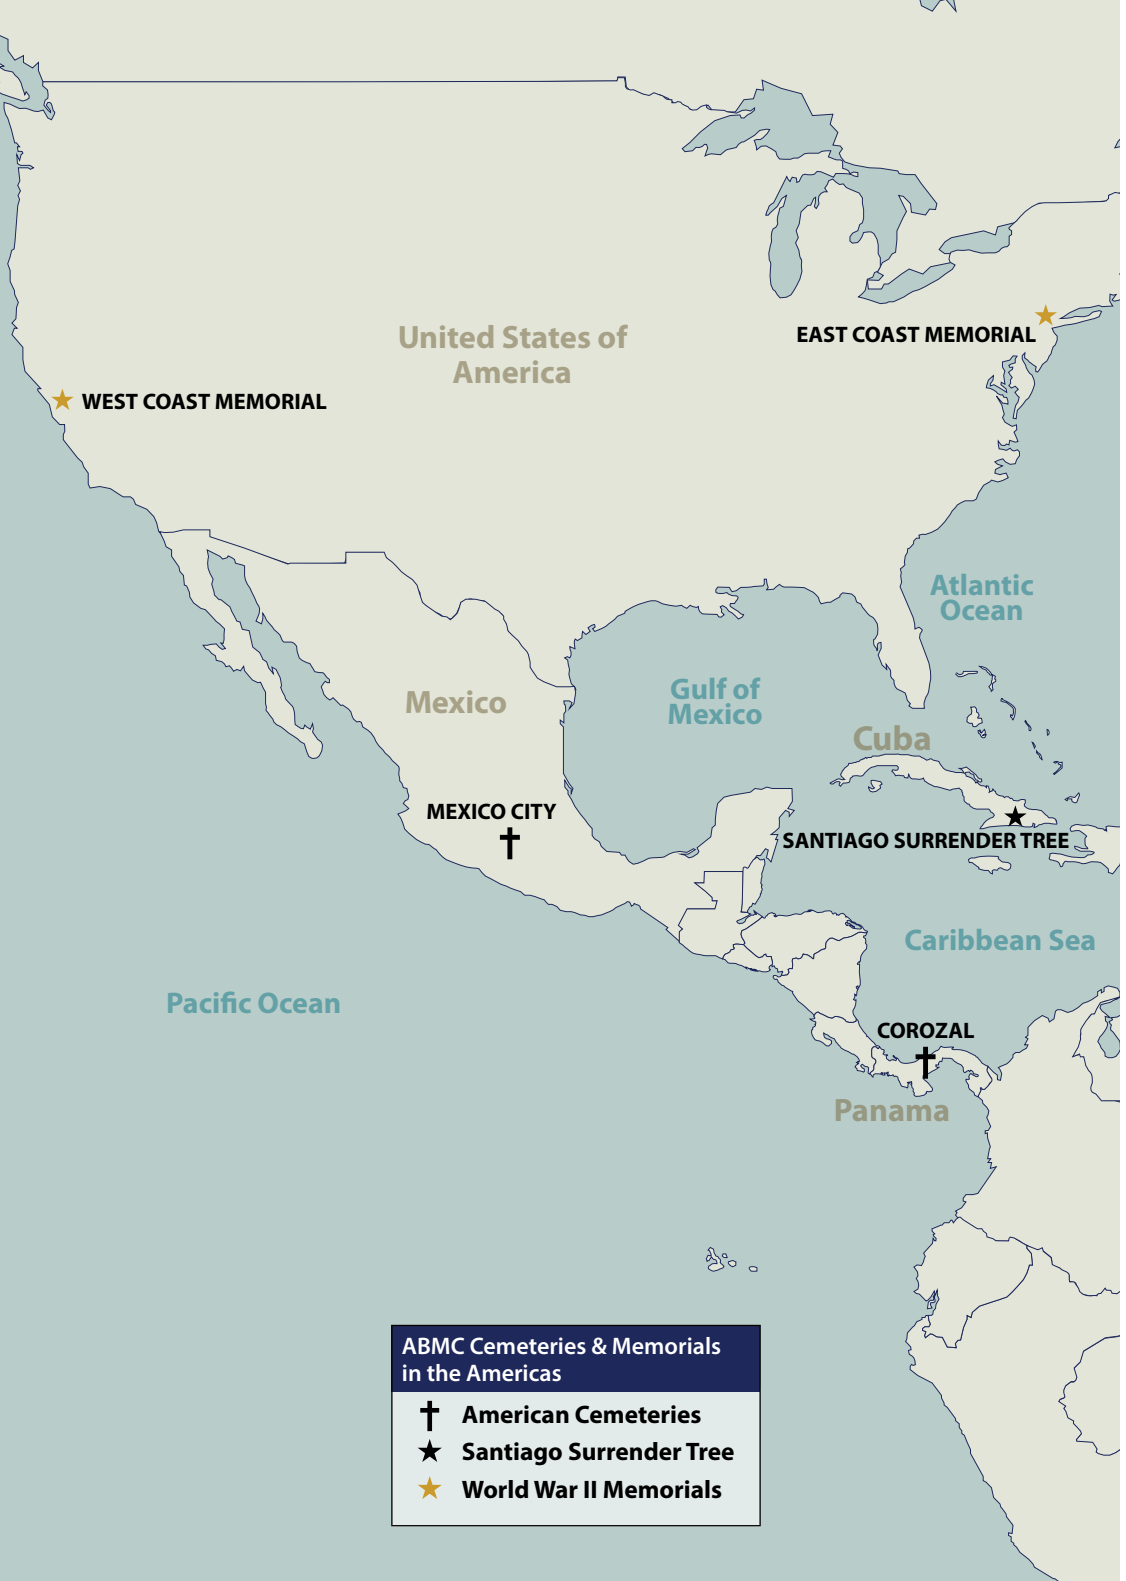 United States of
America
EAST COAST MEMORIAL
WEST COAST MEMORIAL
Atlantic
Ocean
Gulf of
Mexico
Mexico
Cuba
MEXICO CITY
SANTIAGO SURRENDER TREE
Caribbean Sea
Pacific Ocean
COROZAL
Panama
ABMC Cemeteries & Memorials
in the Americas
American Cemeteries
Santiago Surrender Tree
World War II Memorials